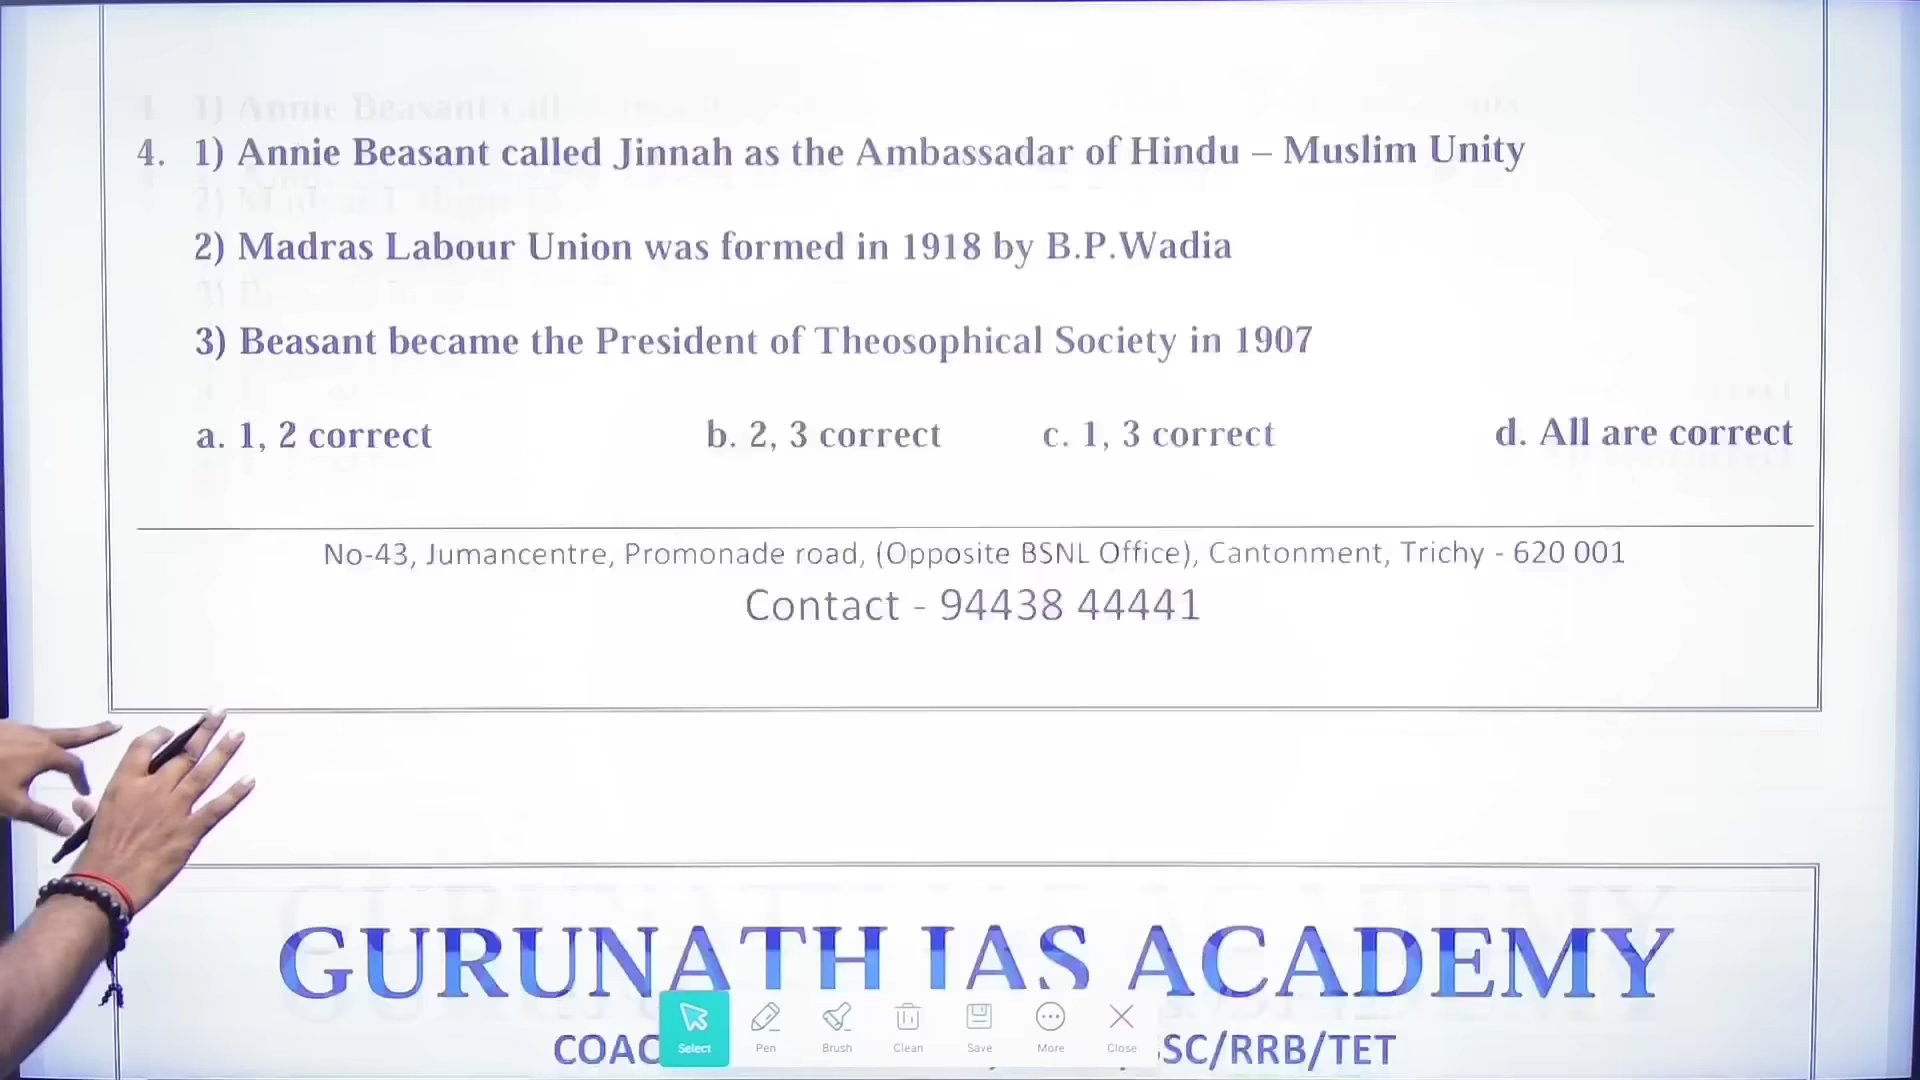 4. 1) Annie Beasant called Jinnah as the Ambassadar of Hindu – Muslim Unity
2) Madras Labour Union was formed in 1918 by B.P.Wadia
3) Beasant became the President of Theosophical Society in 1907
a. 1, 2 correct b. 2, 3 correct c. 1, 3 correct d. All are correct
No-43, Jumancentre, Promonade road, (Opposite BSNL Office), Cantonment, Trichy - 620 001
Contact - 94438 44441
GURUNATH IAS ACADEMY
COAC SC/RRB/TET
Select Pen Brush Clean Save More Close